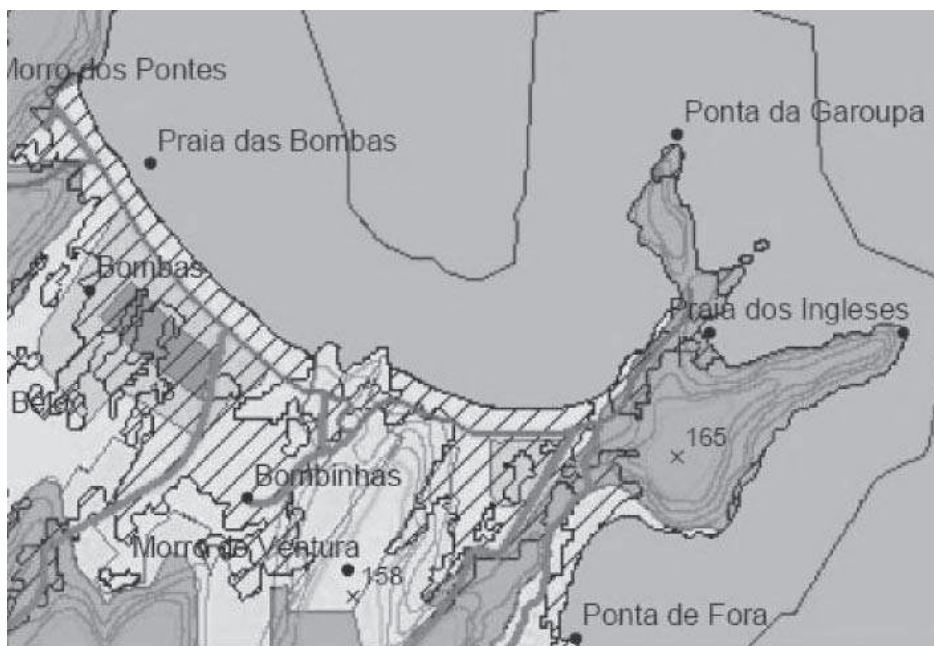 Morro dos Pontes
Ponta da Garoupa
Praia das Bombas
Bombas
Praia dos Ingleses
165
Bombinhas
Morro do Ventura
158
Ponta de Fora